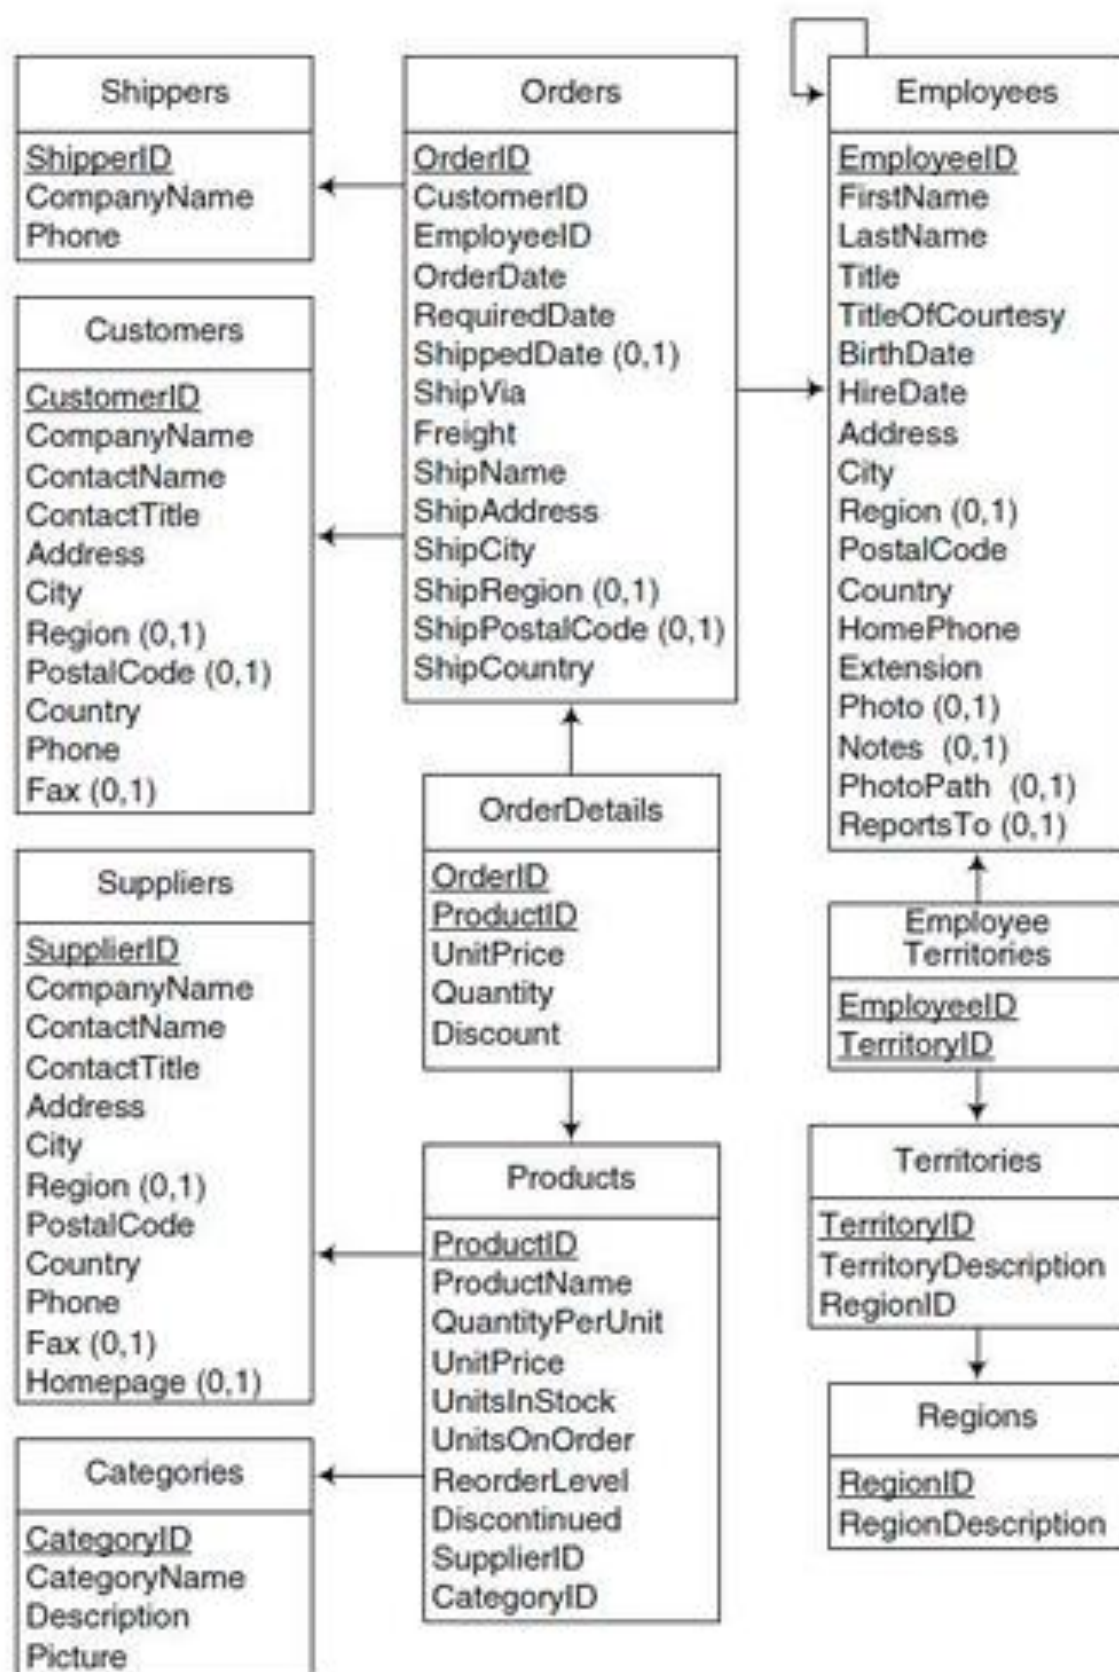 Shippers
ShipperID
CompanyName
Phone
Customers
CustomerID
CompanyName
ContactName
ContactTitle
Address
City
Region (0,1)
PostalCode (0,1)
Country
Phone
Fax (0,1)
Suppliers
SupplierID
CompanyName
ContactName
ContactTitle
Address
City
Region (0,1)
PostalCode
Country
Phone
Fax (0,1)
Homepage (0,1)
Categories
CategoryID
CategoryName
Description
Picture
Orders
OrderID
CustomerID
EmployeeID
OrderDate
RequiredDate
ShippedDate (0,1)
ShipVia
Freight
ShipName
ShipAddress
ShipCity
ShipRegion (0,1)
ShipPostalCode (0,1)
ShipCountry
OrderDetails
OrderID
ProductID
UnitPrice
Quantity
Discount
Products
ProductID
ProductName
QuantityPerUnit
UnitPrice
UnitsInStock
UnitsOnOrder
ReorderLevel
Discontinued
SupplierID
CategoryID
Employees
EmployeeID
FirstName
LastName
Title
TitleOfCourtesy
BirthDate
HireDate
Address
City
Region (0,1)
PostalCode
Country
HomePhone
Extension
Photo (0,1)
Notes (0,1)
PhotoPath (0,1)
ReportsTo (0,1)
Employee
Territories
EmployeeID
TerritoryID
Territories
TerritoryID
TerritoryDescription
RegionID
Regions
RegionID
RegionDescription